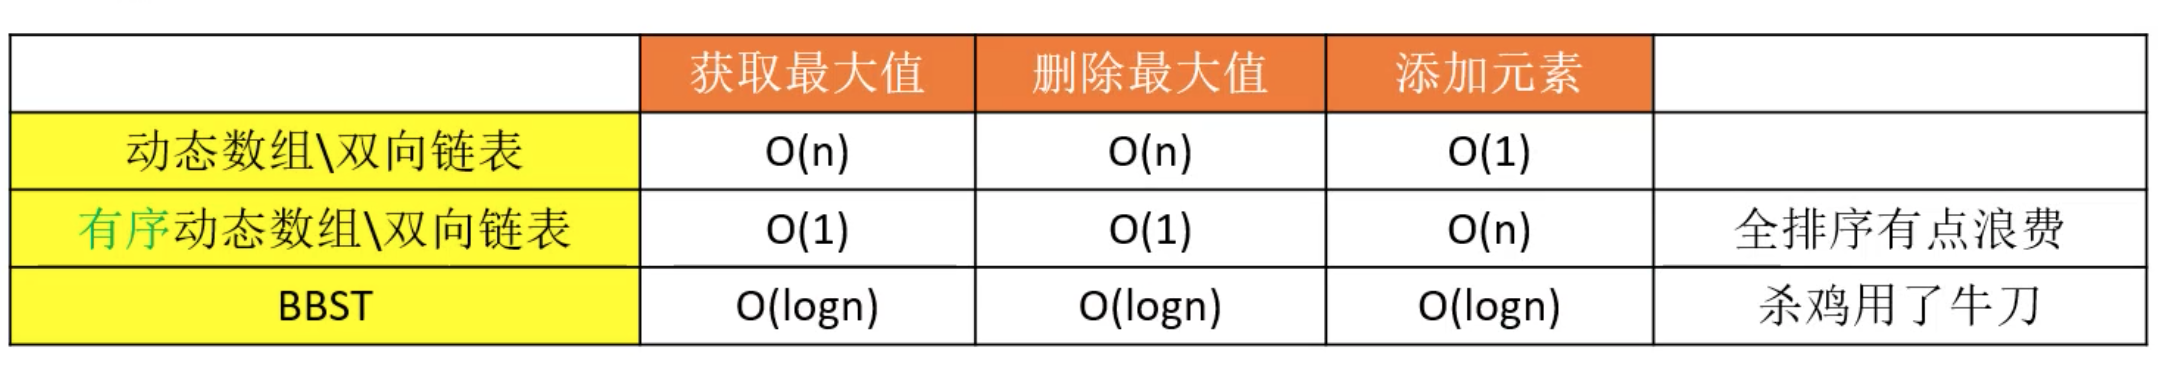 获取最大值 删除最大值 添加元素
动态数组\双向链表 O(n) O(n) O(1)
有序动态数组\双向链表 O(1) O(1) O(n) 全排序有点浪费
BBST O(logn) O(logn) O(logn) 杀鸡用了牛刀